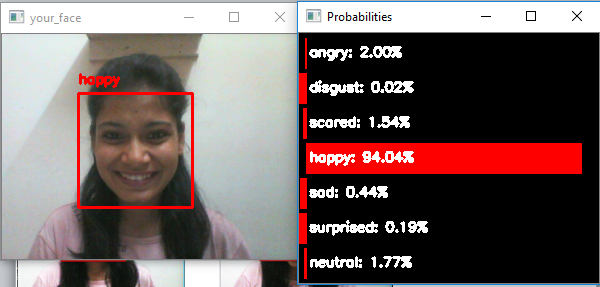 your_face
happy
Probabilities
angry: 2.00%
disgust: 0.02%
scared: 1.54%
happy: 94.04%
sad: 0.44%
surprised: 0.19%
neutral: 1.77%